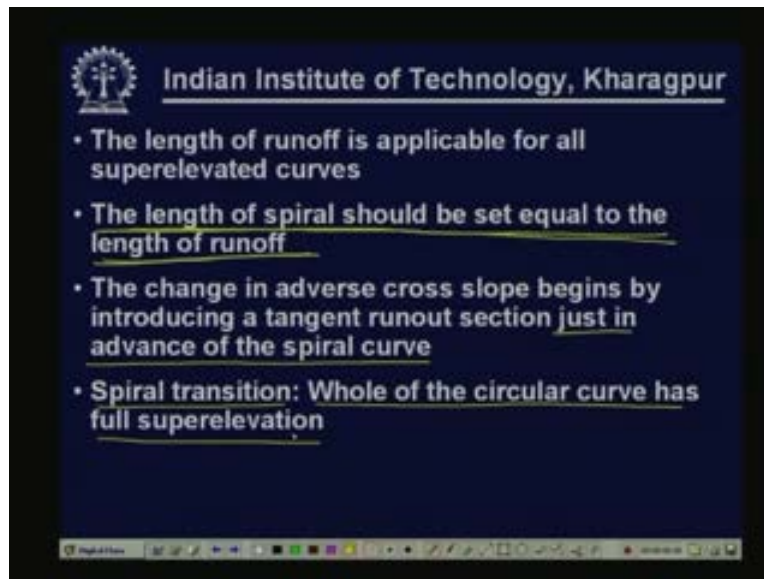 Indian Institute of Technology, Kharagpur
• The length of runoff is applicable for all
superelevated curves
• The length of spiral should be set equal to the
length of runoff
• The change in adverse cross slope begins by
introducing a tangent runout section just in
advance of the spiral curve
• Spiral transition: Whole of the circular curve has
full superelevation